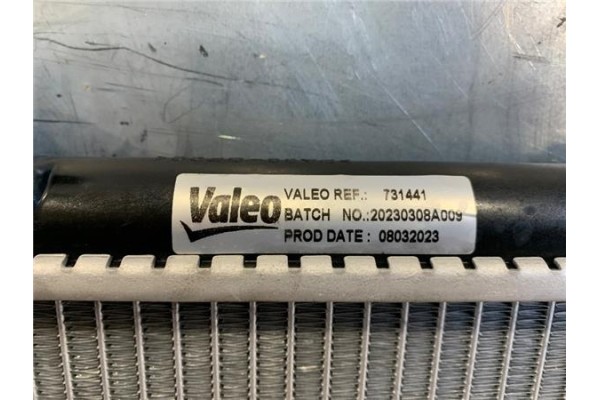 Valeo
VALEO REF.: 731441
BATCH NO.:20230308A009
PROD DATE : 08032023